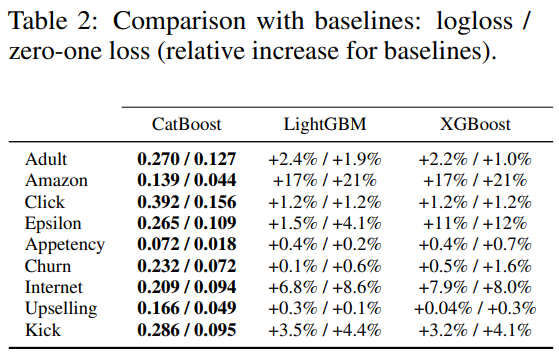 Table 2: Comparison with baselines: logloss /
zero-one loss (relative increase for baselines).
CatBoost LightGBM XGBoost
Adult 0.270 / 0.127 +2.4% / +1.9% +2.2% / +1.0%
Amazon 0.139 / 0.044 +17% / +21% +17% / +21%
Click 0.392 / 0.156 +1.2% / +1.2% +1.2% / +1.2%
Epsilon 0.265 / 0.109 +1.5% / +4.1% +11% / +12%
Appetency 0.072 / 0.018 +0.4% / +0.2% +0.4% / +0.7%
Churn 0.232 / 0.072 +0.1% / +0.6% +0.5% / +1.6%
Internet 0.209 / 0.094 +6.8% / +8.6% +7.9% / +8.0%
Upselling 0.166 / 0.049 +0.3% / +0.1% +0.04% / +0.3%
Kick 0.286 / 0.095 +3.5% / +4.4% +3.2% / +4.1%